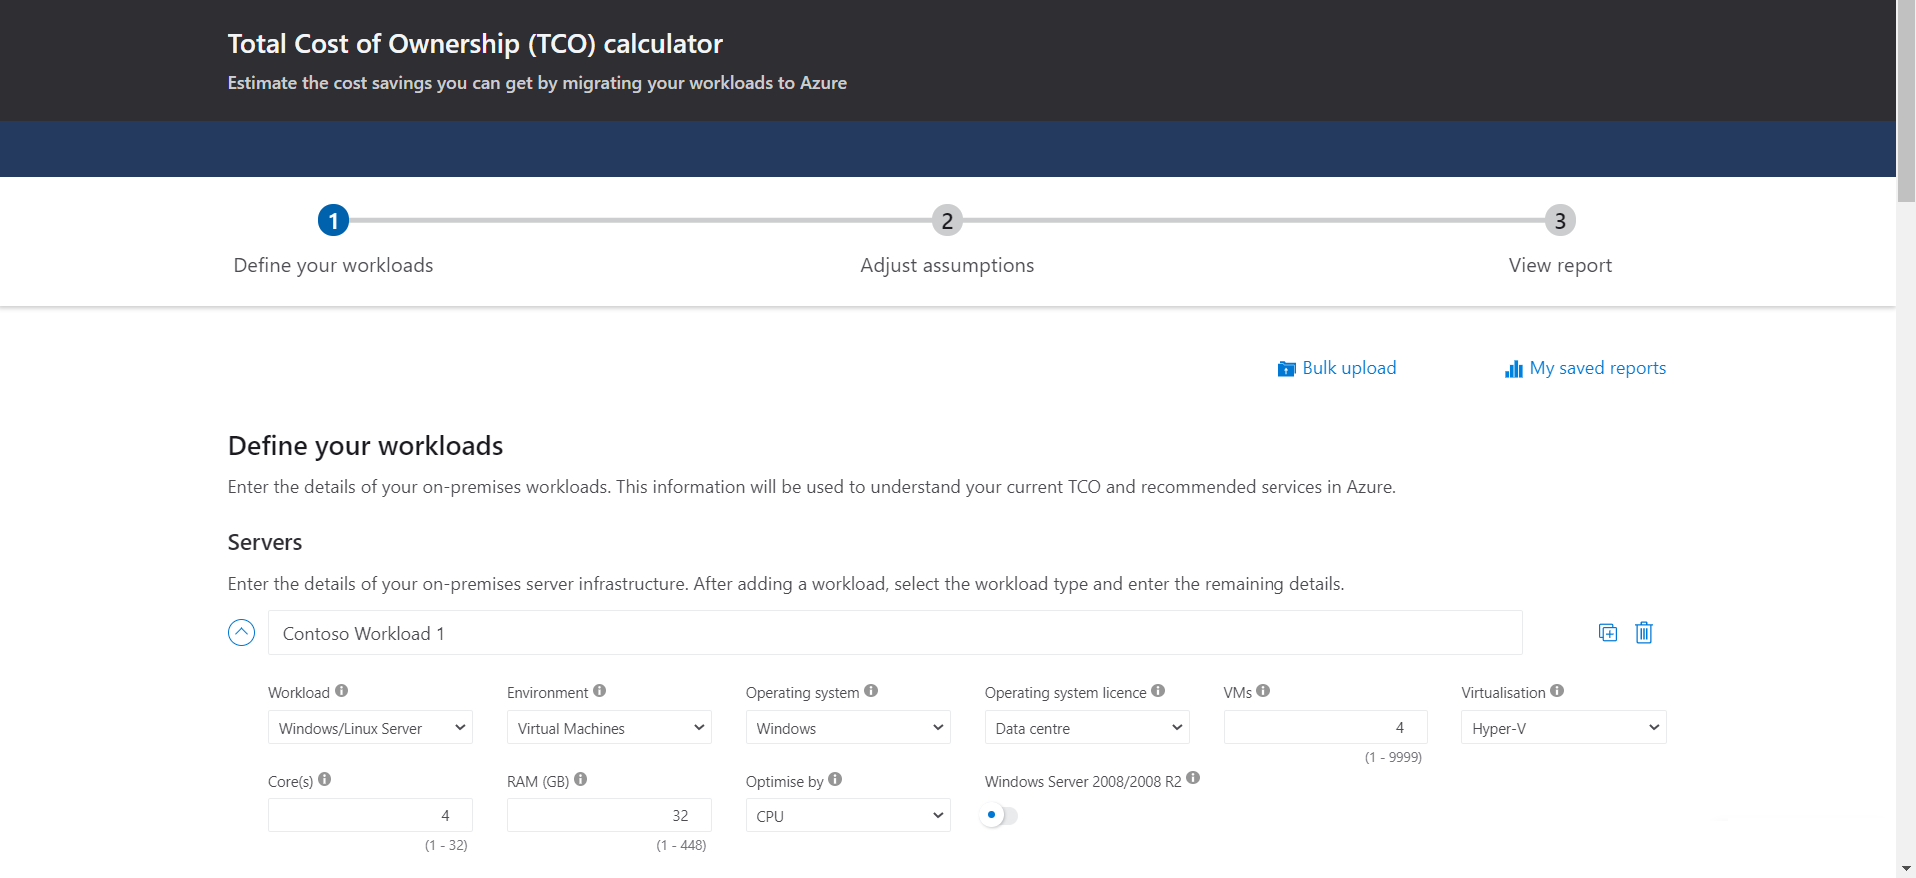 Total Cost of Ownership (TCO) calculator
Estimate the cost savings you can get by migrating your workloads to Azure
1 2 3
Define your workloads Adjust assumptions View report
Bulk upload My saved reports
Define your workloads
Enter the details of your on-premises workloads. This information will be used to understand your current TCO and recommended services in Azure.
Servers
Enter the details of your on-premises server infrastructure. After adding a workload, select the workload type and enter the remaining details.
Contoso Workload 1
Workload Environment Operating system Operating system licence VMs Virtualisation
Windows/Linux Server Virtual Machines Windows Data centre 4 Hyper-V
(1 - 9999)
Core(s) RAM (GB) Optimise by Windows Server 2008/2008 R2
4 32 CPU
(1 - 32) (1 - 448)